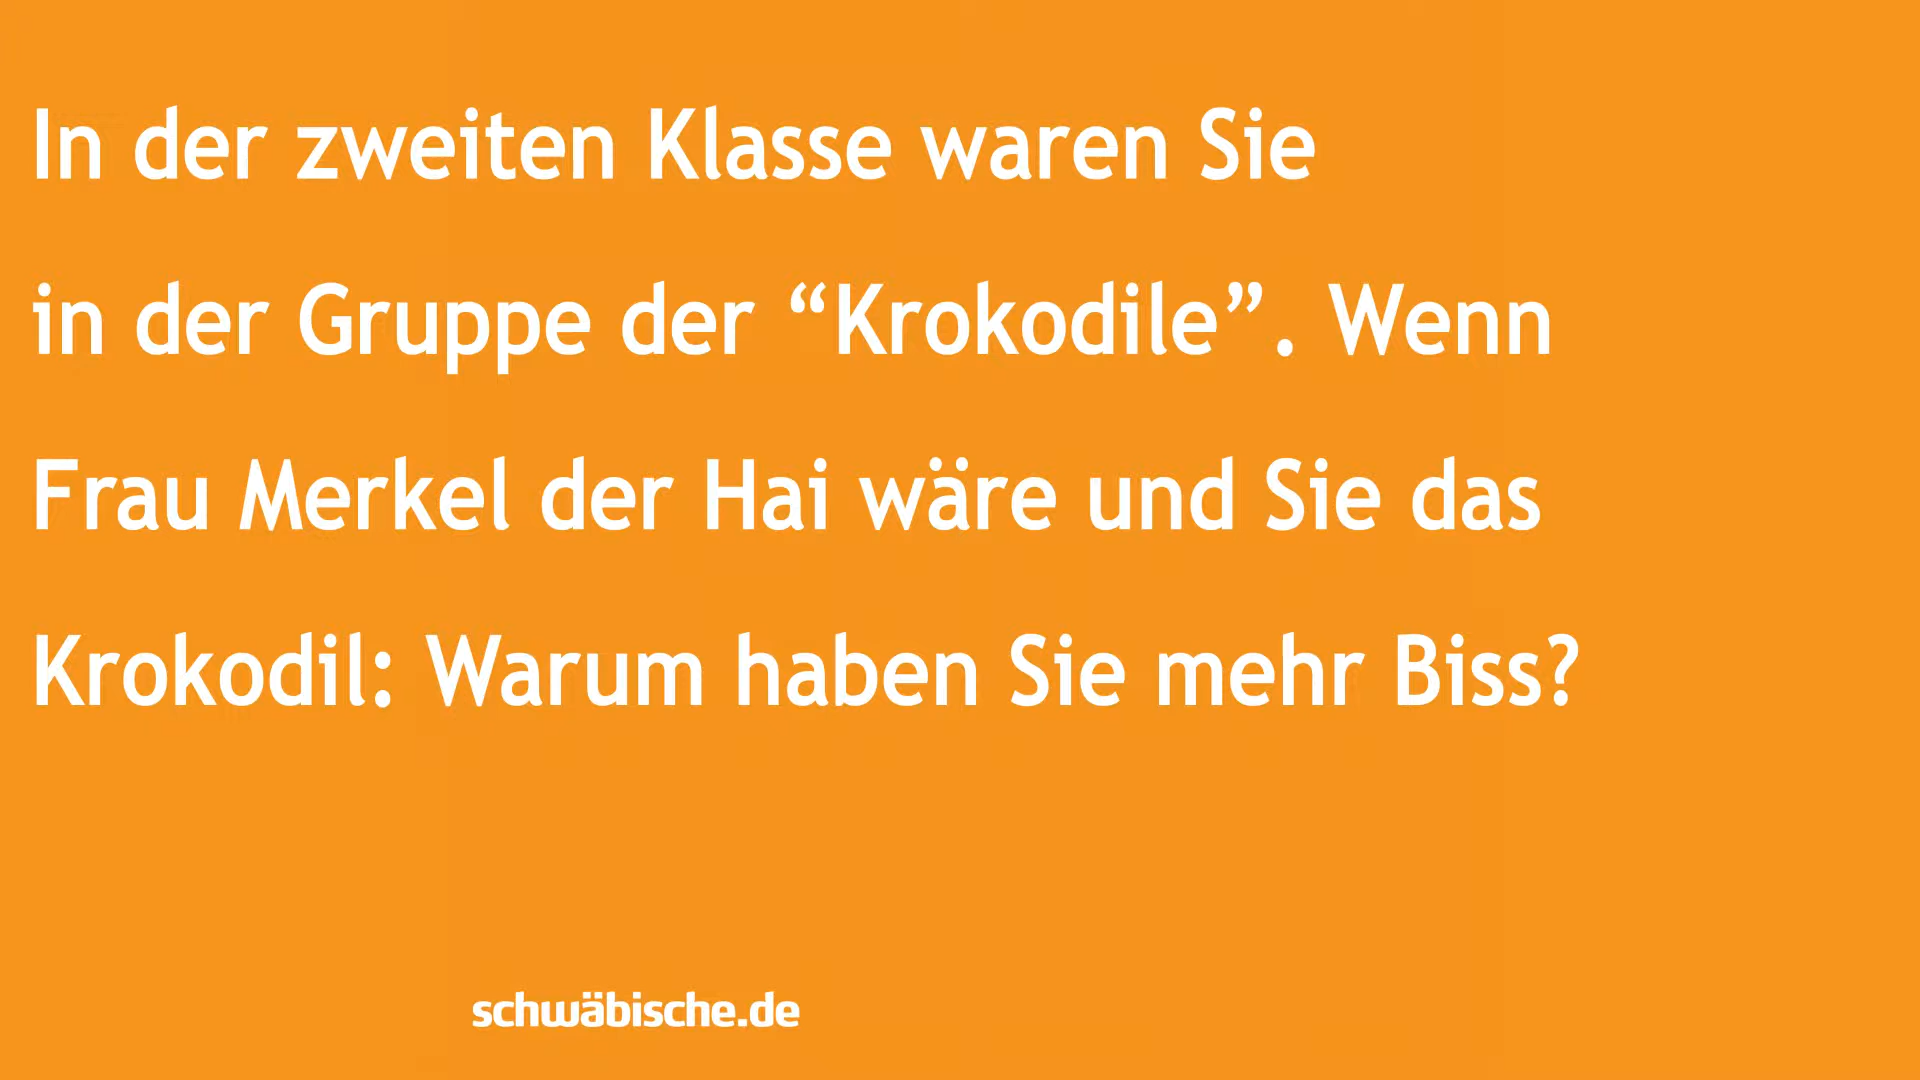 In der zweiten Klasse waren Sie
in der Gruppe der “Krokodile”. Wenn
Frau Merkel der Hai wäre und Sie das
Krokodil: Warum haben Sie mehr Biss?
schwäbische.de